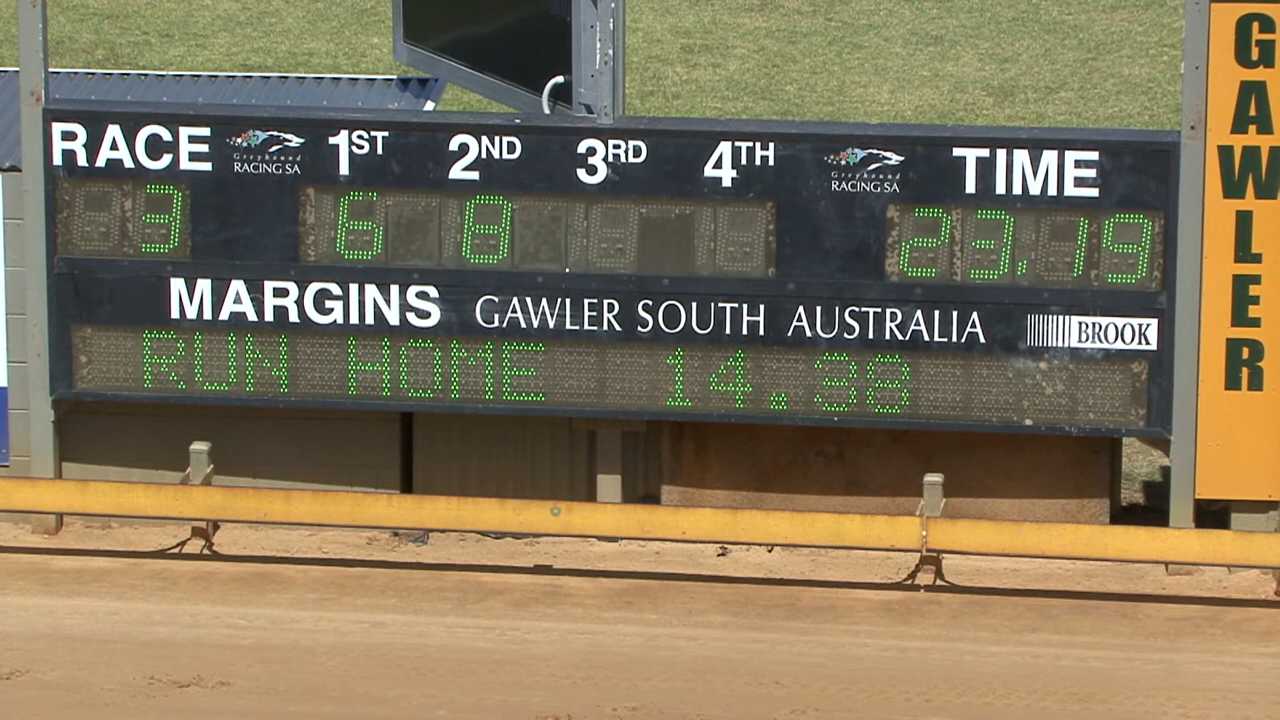 RACE Greyhound RACING SA 1ST 2ND 3RD 4TH Greyhound RACING SA TIME
3 6 8 23.19
MARGINS GAWLER SOUTH AUSTRALIA BROOK
RUN HOME 14.38
GAWLER